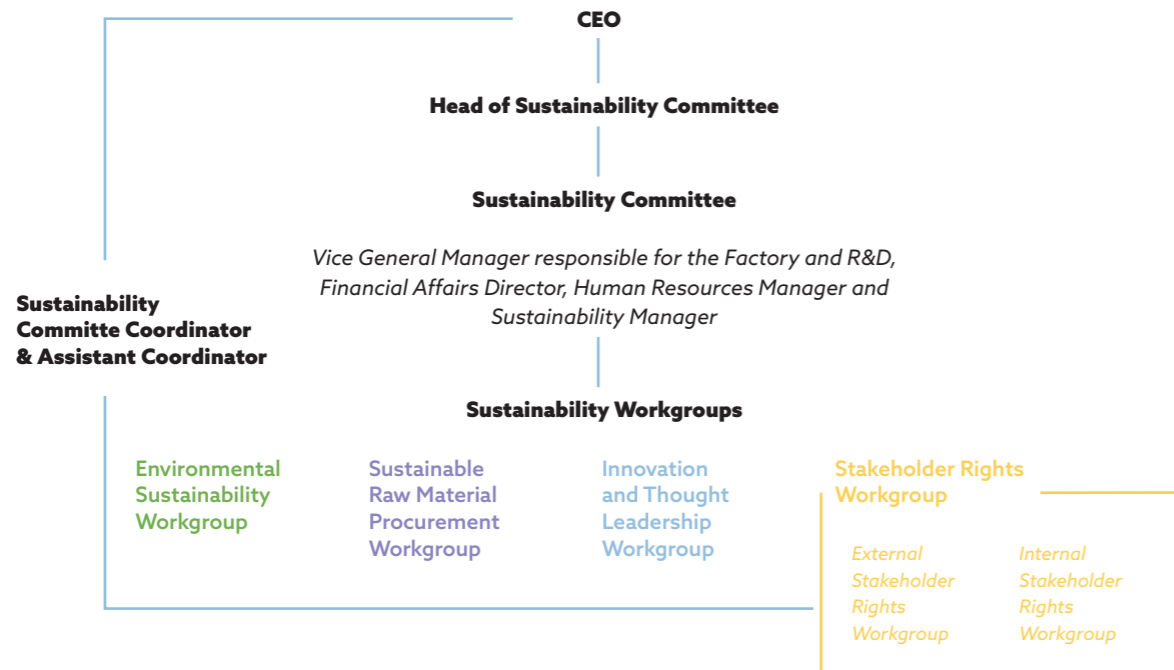 CEO
Head of Sustainability Committee
Sustainability Committee
Vice General Manager responsible for the Factory and R&D,
Financial Affairs Director, Human Resources Manager and
Sustainability Manager
Sustainability
Committe Coordinator
& Assistant Coordinator
Sustainability Workgroups
Environmental
Sustainability
Workgroup
Sustainable
Raw Material
Procurement
Workgroup
Innovation
and Thought
Leadership
Workgroup
Stakeholder Rights
Workgroup
External
Stakeholder
Rights
Workgroup
Internal
Stakeholder
Rights
Workgroup